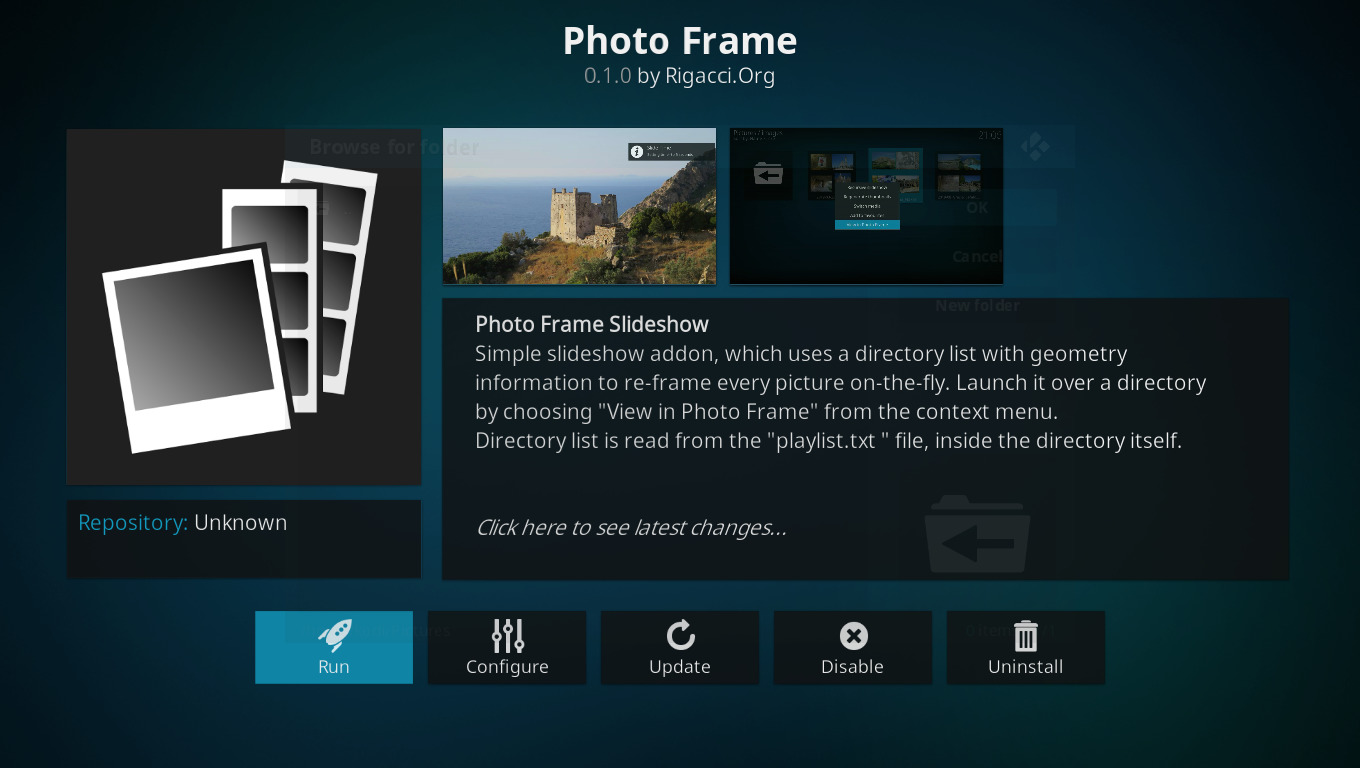 Photo Frame
0.1.0 by Rigacci.Org
Browse for folder
Pictures / Images
21:05
OK
Cancel
New folder
Photo Frame Slideshow
Simple slideshow addon, which uses a directory list with geometry
information to re-frame every picture on-the-fly. Launch it over a directory
by choosing "View in Photo Frame" from the context menu.
Directory list is read from the "playlist.txt " file, inside the directory itself.
Click here to see latest changes...
Repository: Unknown
Run
Configure
Update
Disable
Uninstall